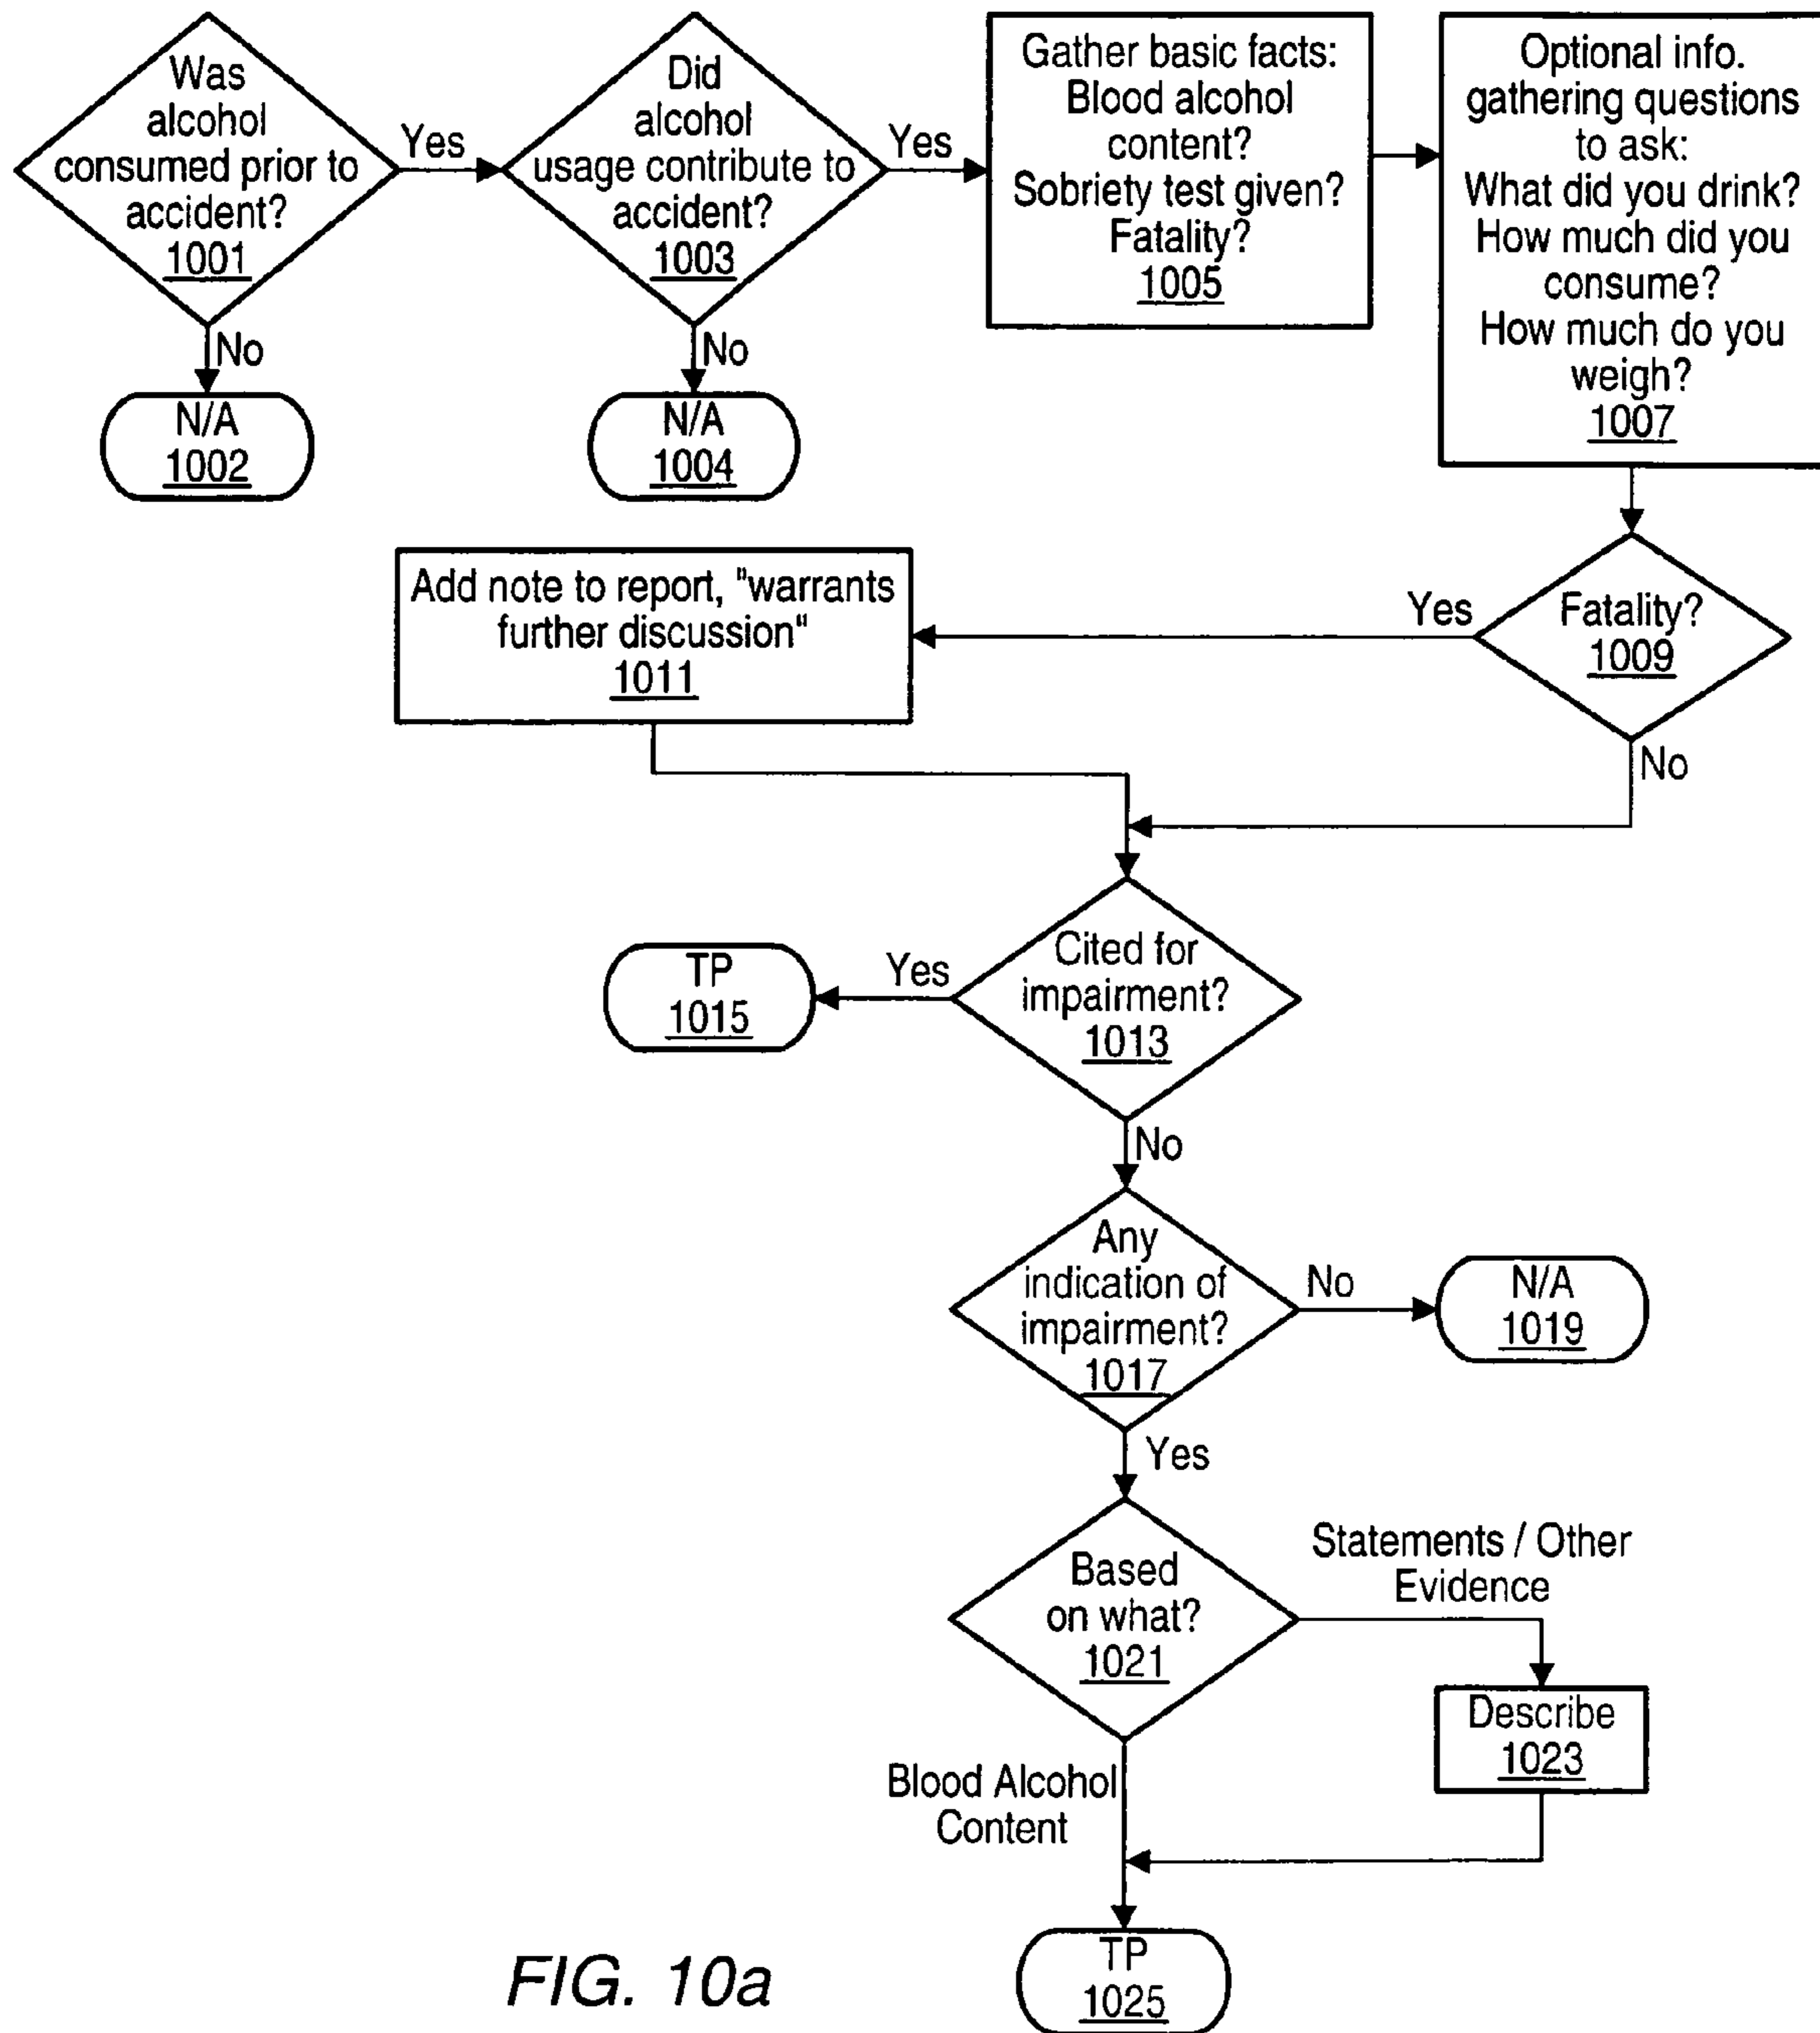 Was
alcohol
consumed prior to
accident?
1001
Yes
No
N/A
1002
Did
alcohol
usage contribute to
accident?
1003
Yes
No
N/A
1004
Gather basic facts:
Blood alcohol
content?
Sobriety test given?
Fatality?
1005
Optional info.
gathering questions
to ask:
What did you drink?
How much did you
consume?
How much do you
weigh?
1007
Fatality?
1009
Yes
No
Add note to report, "warrants
further discussion"
1011
Cited for
impairment?
1013
Yes
TP
1015
No
Any
indication of
impairment?
1017
No
N/A
1019
Yes
Based
on what?
1021
Statements / Other
Evidence
Describe
1023
Blood Alcohol
Content
TP
1025
FIG. 10a